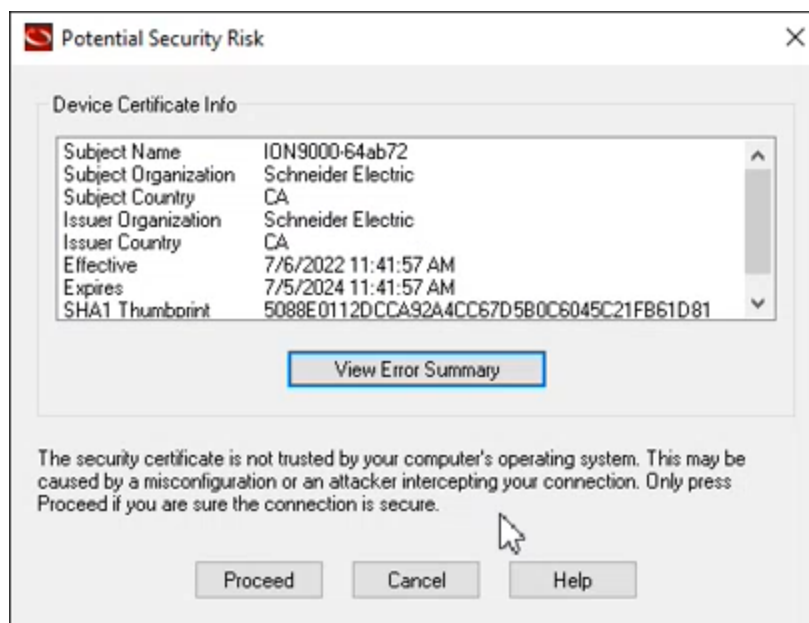 Potential Security Risk
Device Certificate Info
Subject Name ION9000-64ab72
Subject Organization Schneider Electric
Subject Country CA
Issuer Organization Schneider Electric
Issuer Country CA
Effective 7/6/2022 11:41:57 AM
Expires 7/5/2024 11:41:57 AM
SHA1 Thumbprint 5088E0112DCCA92A4CC67D5B0C6045C21FB61D81
View Error Summary
The security certificate is not trusted by your computer's operating system. This may be
caused by a misconfiguration or an attacker intercepting your connection. Only press
Proceed if you are sure the connection is secure.
Proceed Cancel Help